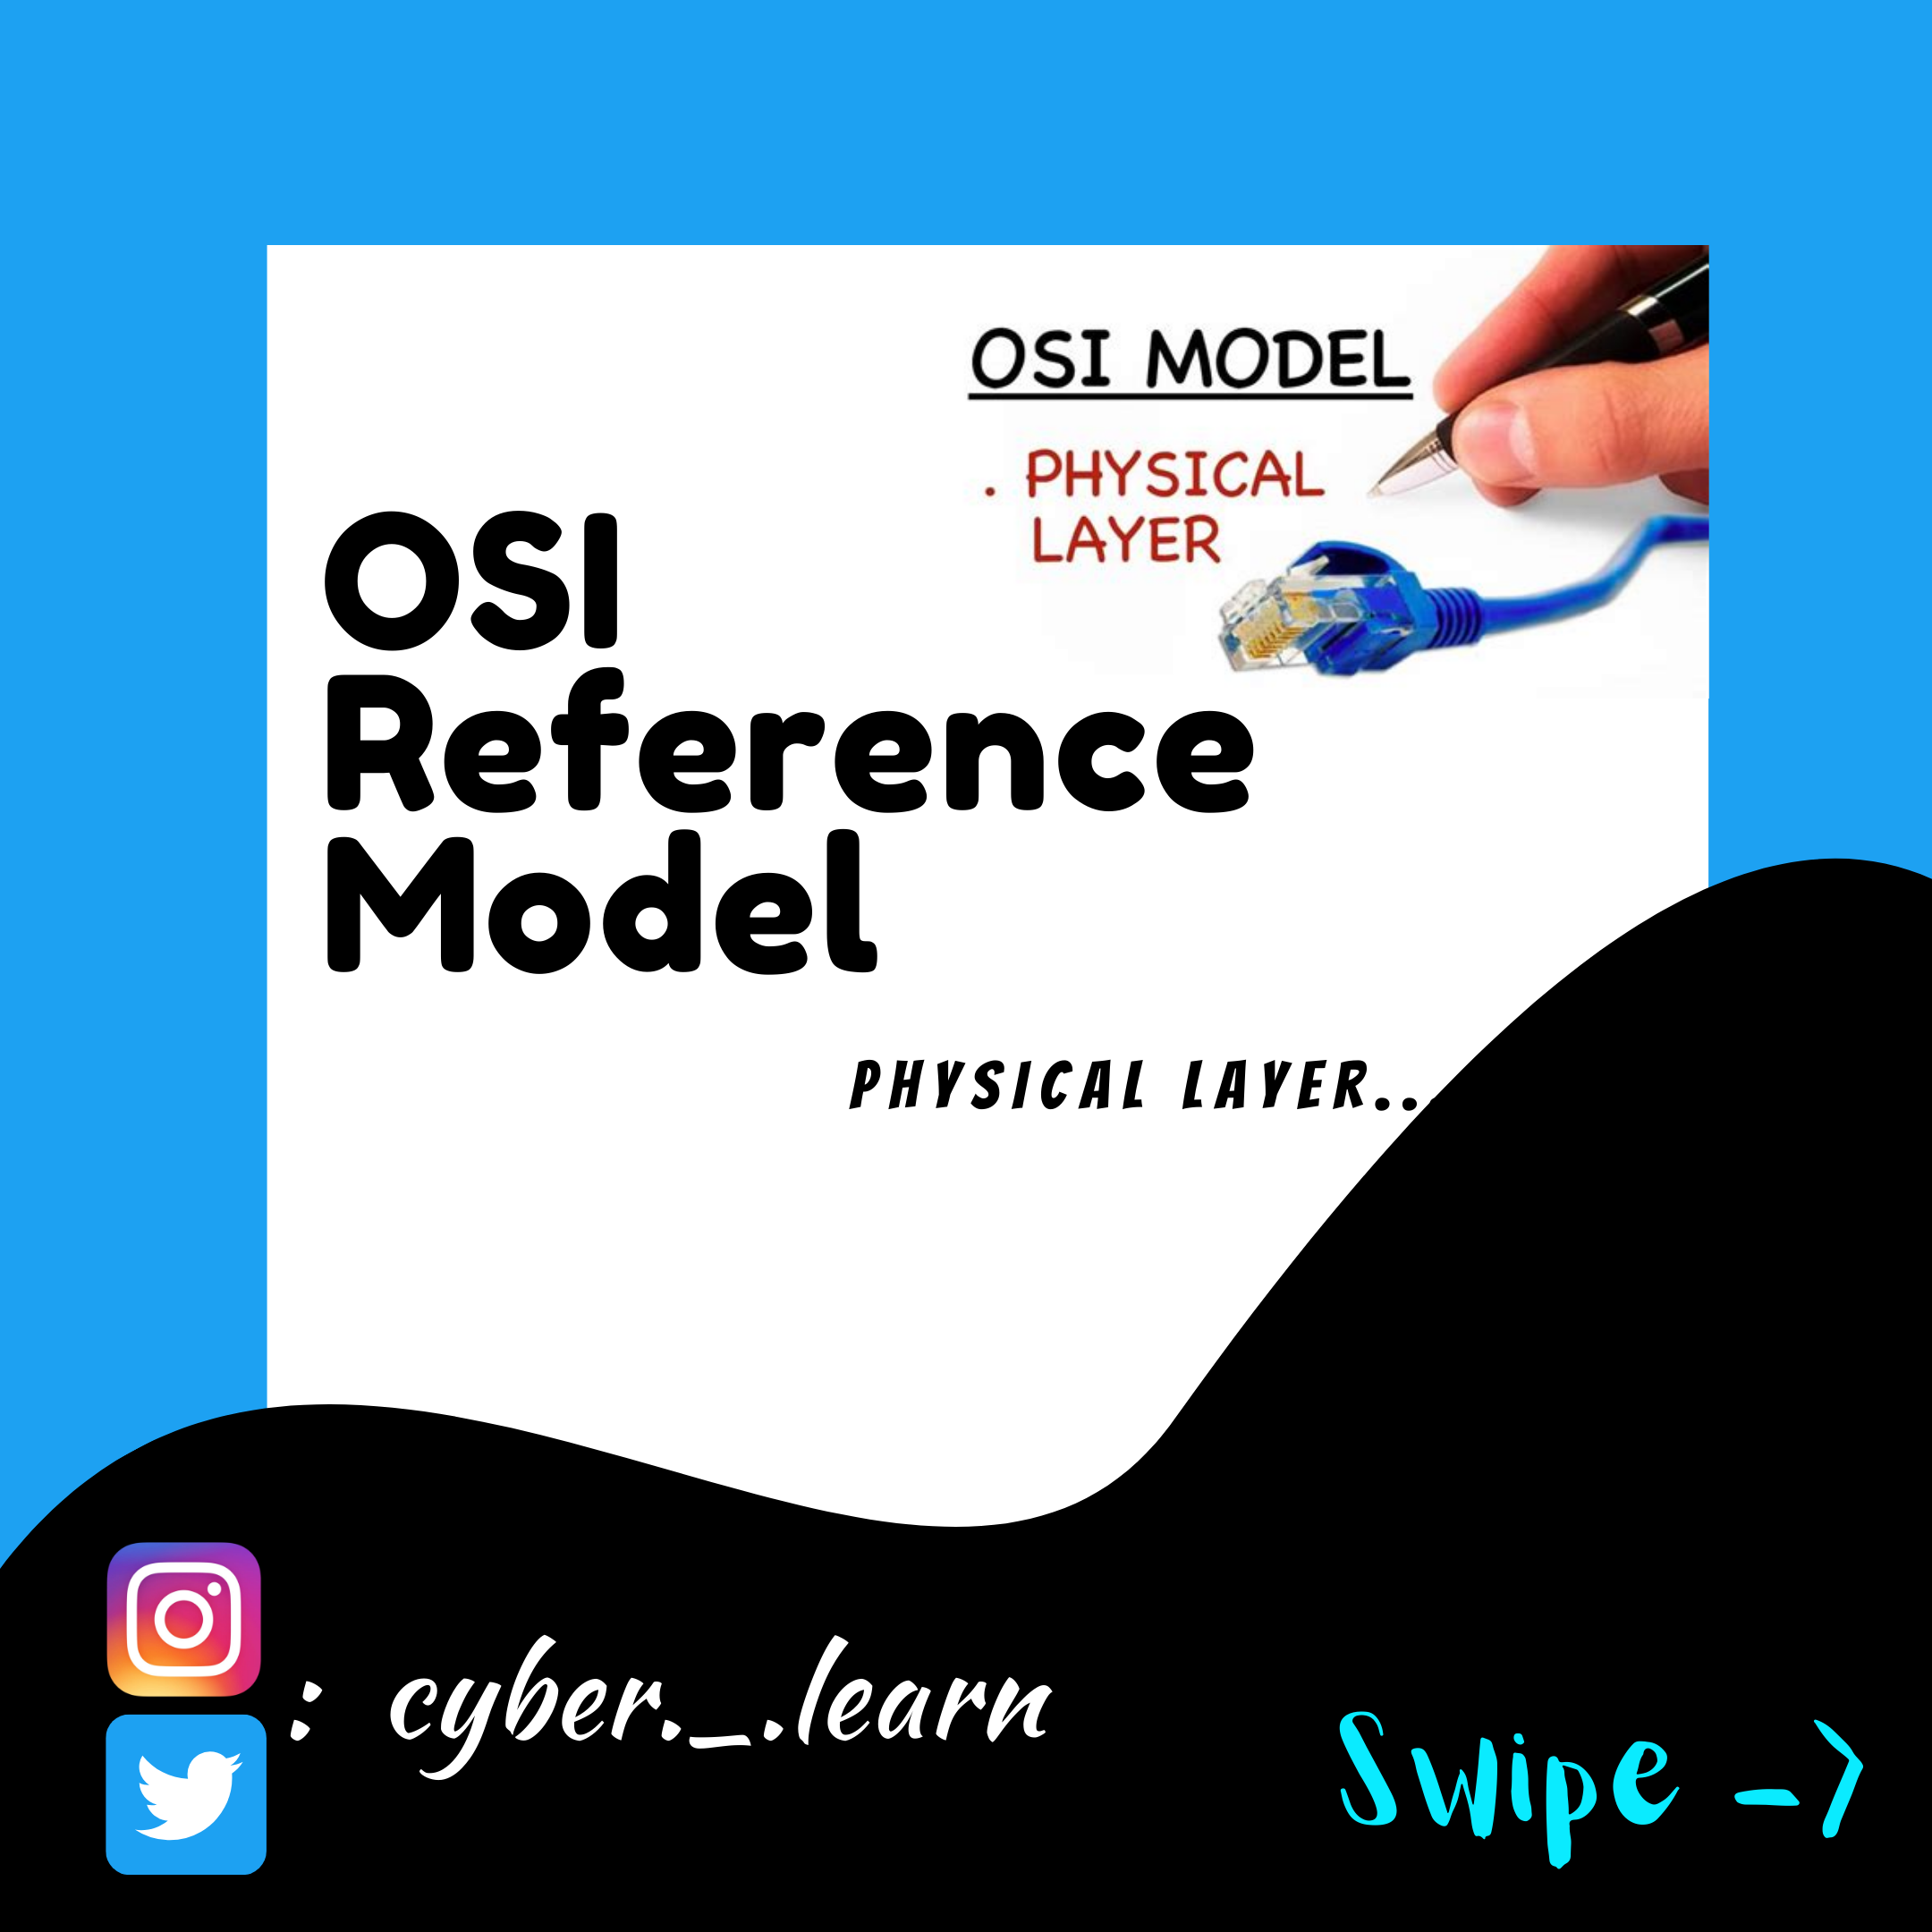 OSI MODEL
. PHYSICAL
LAYER
OSI
Reference
Model
PHYSICAL LAYER..
: cyber._.learn
Swipe ->